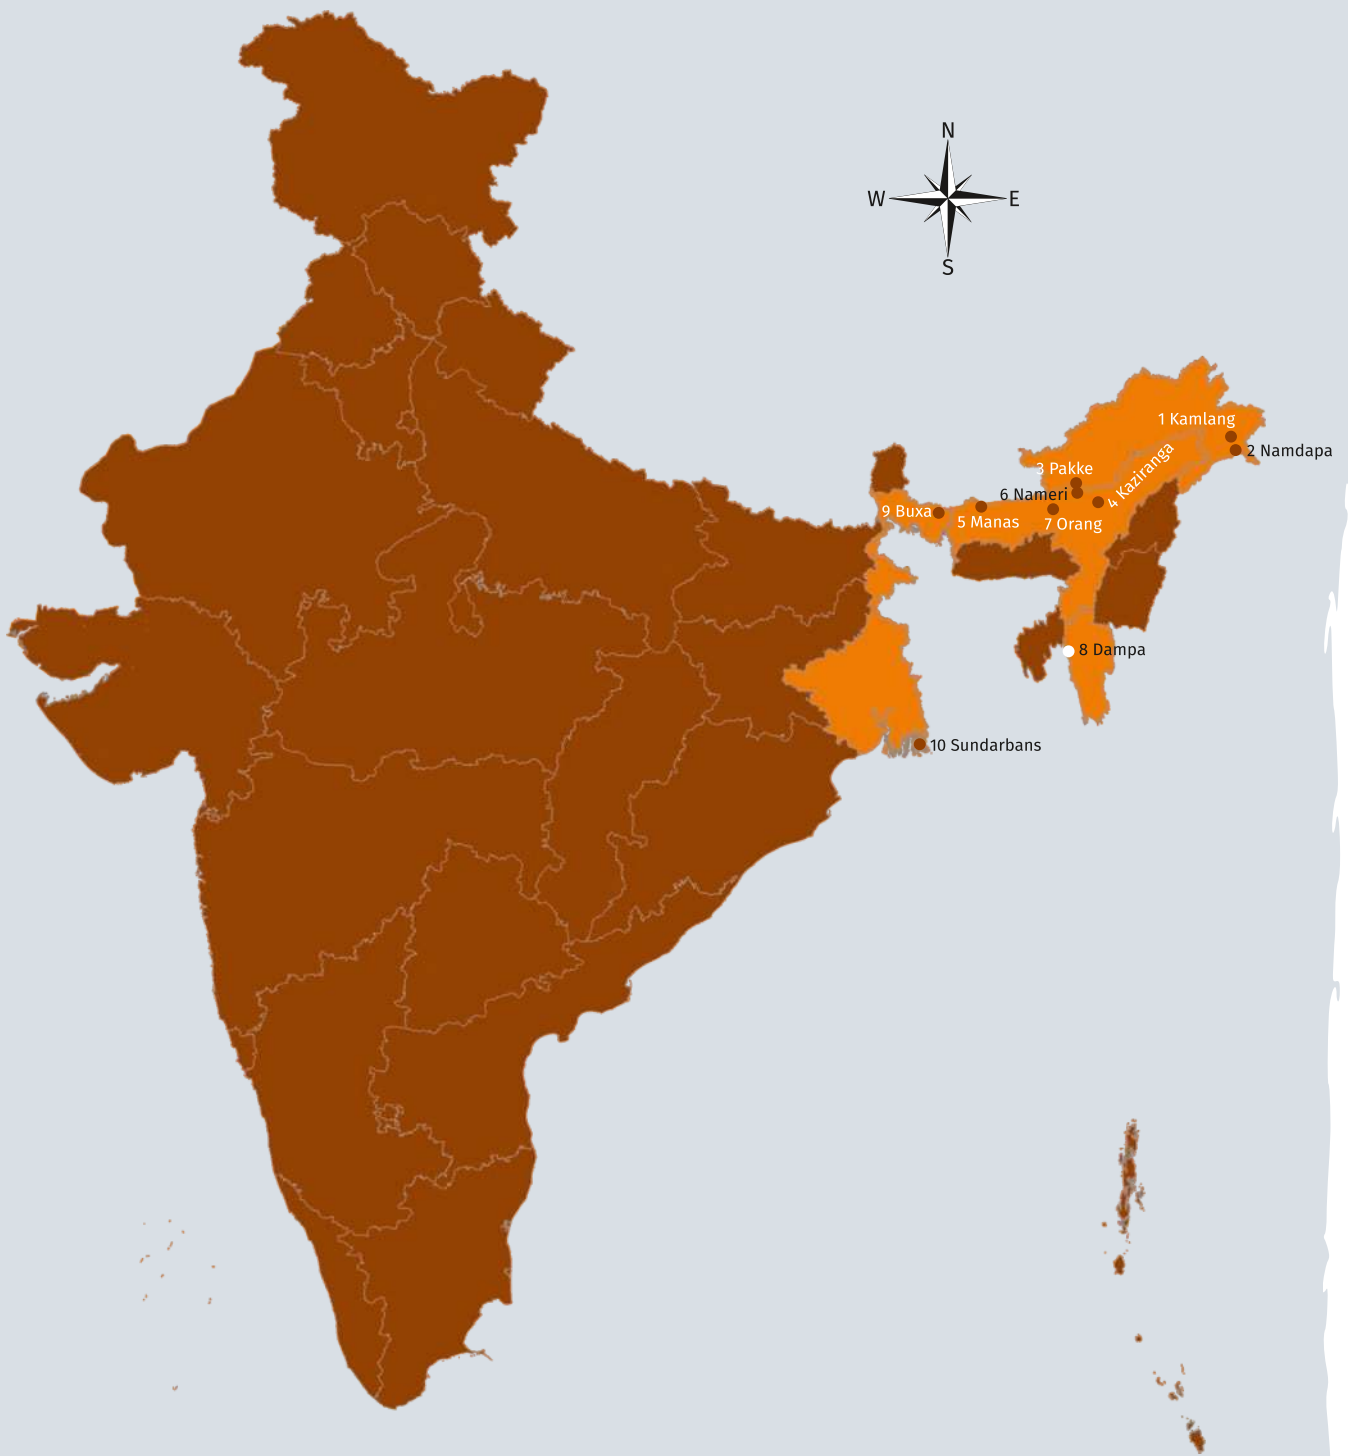 N
W
E
S
1 Kamlang
2 Namdapa
3 Pakke
4 Kaziranga
6 Nameri
9 Buxa
5 Manas
7 Orang
8 Dampa
10 Sundarbans